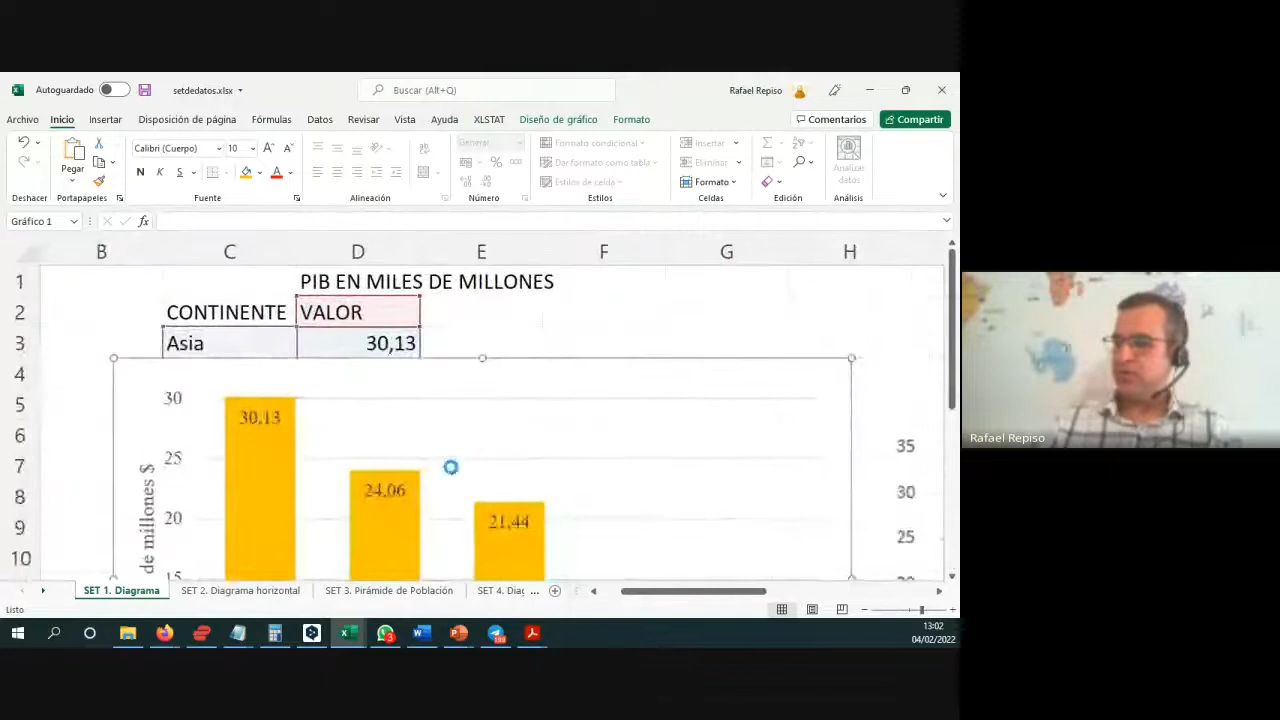 Autoguardado setdedatos.xlsx Buscar (Alt+Q) Rafael Repiso
Archivo Inicio Insertar Disposición de página Fórmulas Datos Revisar Vista Ayuda XLSTAT Diseño de gráfico Formato Comentarios Compartir
Pegar
Calibri (Cuerpo) 10 A A
N K S A
General
% 000
Formato condicional
Dar formato como tabla
Estilos de celda
Insertar
Eliminar
Formato
Analizar
datos
Deshacer Portapapeles Fuente Alineación Número Estilos Celdas Edición Análisis
Gráfico 1 fx
B C D E F G H
1 PIB EN MILES DE MILLONES
2 CONTINENTE VALOR
3 Asia 30,13
4
5
6
7
8
9
10
30
25
20
15
de millones $
30,13
24,06
21,44
35
30
25
SET 1. Diagrama SET 2. Diagrama horizontal SET 3. Pirámide de Población SET 4. Diag ...
Listo
3
13:02
04/02/2022
Rafael Repiso